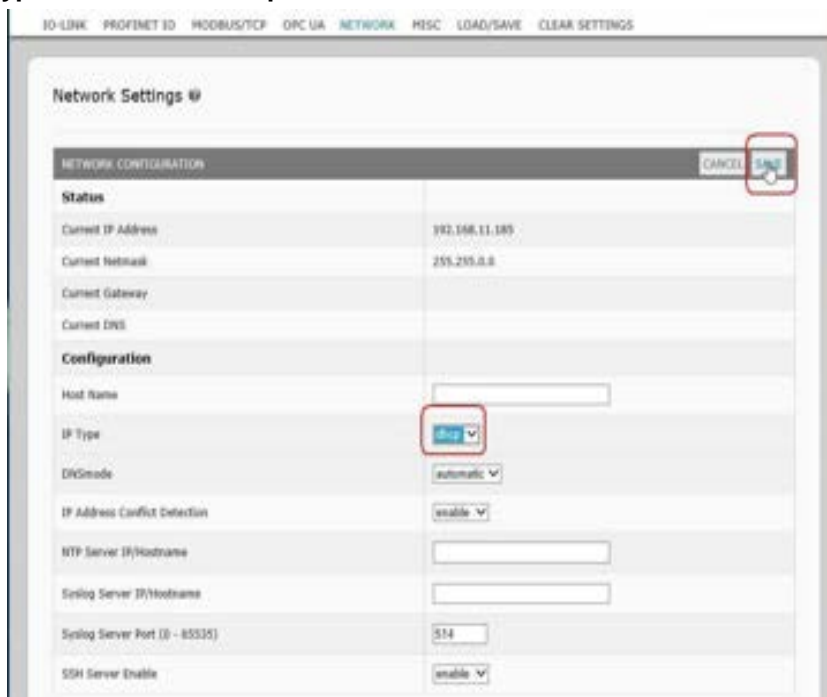 IO-LINK PROFINET IO MODBUS/TCP OPC UA NETWORK MISC LOAD/SAVE CLEAR SETTINGS
Network Settings
NETWORK CONFIGURATION CANCEL SAVE
Status
Current IP Address 192.168.11.185
Current Netmask 255.255.0.0
Current Gateway
Current DNS
Configuration
Host Name
IP Type dhcp
DNSmode automatic
IP Address Conflict Detection enable
NTP Server IP/Hostname
Syslog Server IP/Hostname
Syslog Server Port (0 - 65535) 514
SSH Server Enable enable